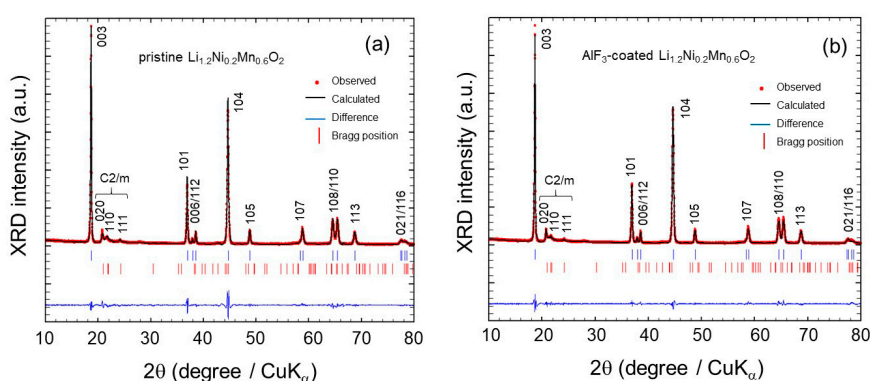 (a)
pristine Li1.2Ni0.2Mn0.6O2
003
Observed
Calculated
Difference
Bragg position
104
101
C2/m
020
110
111
006/112
105
107
108/110
113
021/116
XRD intensity (a.u.)
10 20 30 40 50 60 70 80
2θ (degree / CuKα)
(b)
AlF3-coated Li1.2Ni0.2Mn0.6O2
003
Observed
Calculated
Difference
Bragg position
104
101
C2/m
020
110
111
006/112
105
107
108/110
113
021/116
XRD intensity (a.u.)
10 20 30 40 50 60 70 80
2θ (degree / CuKα)